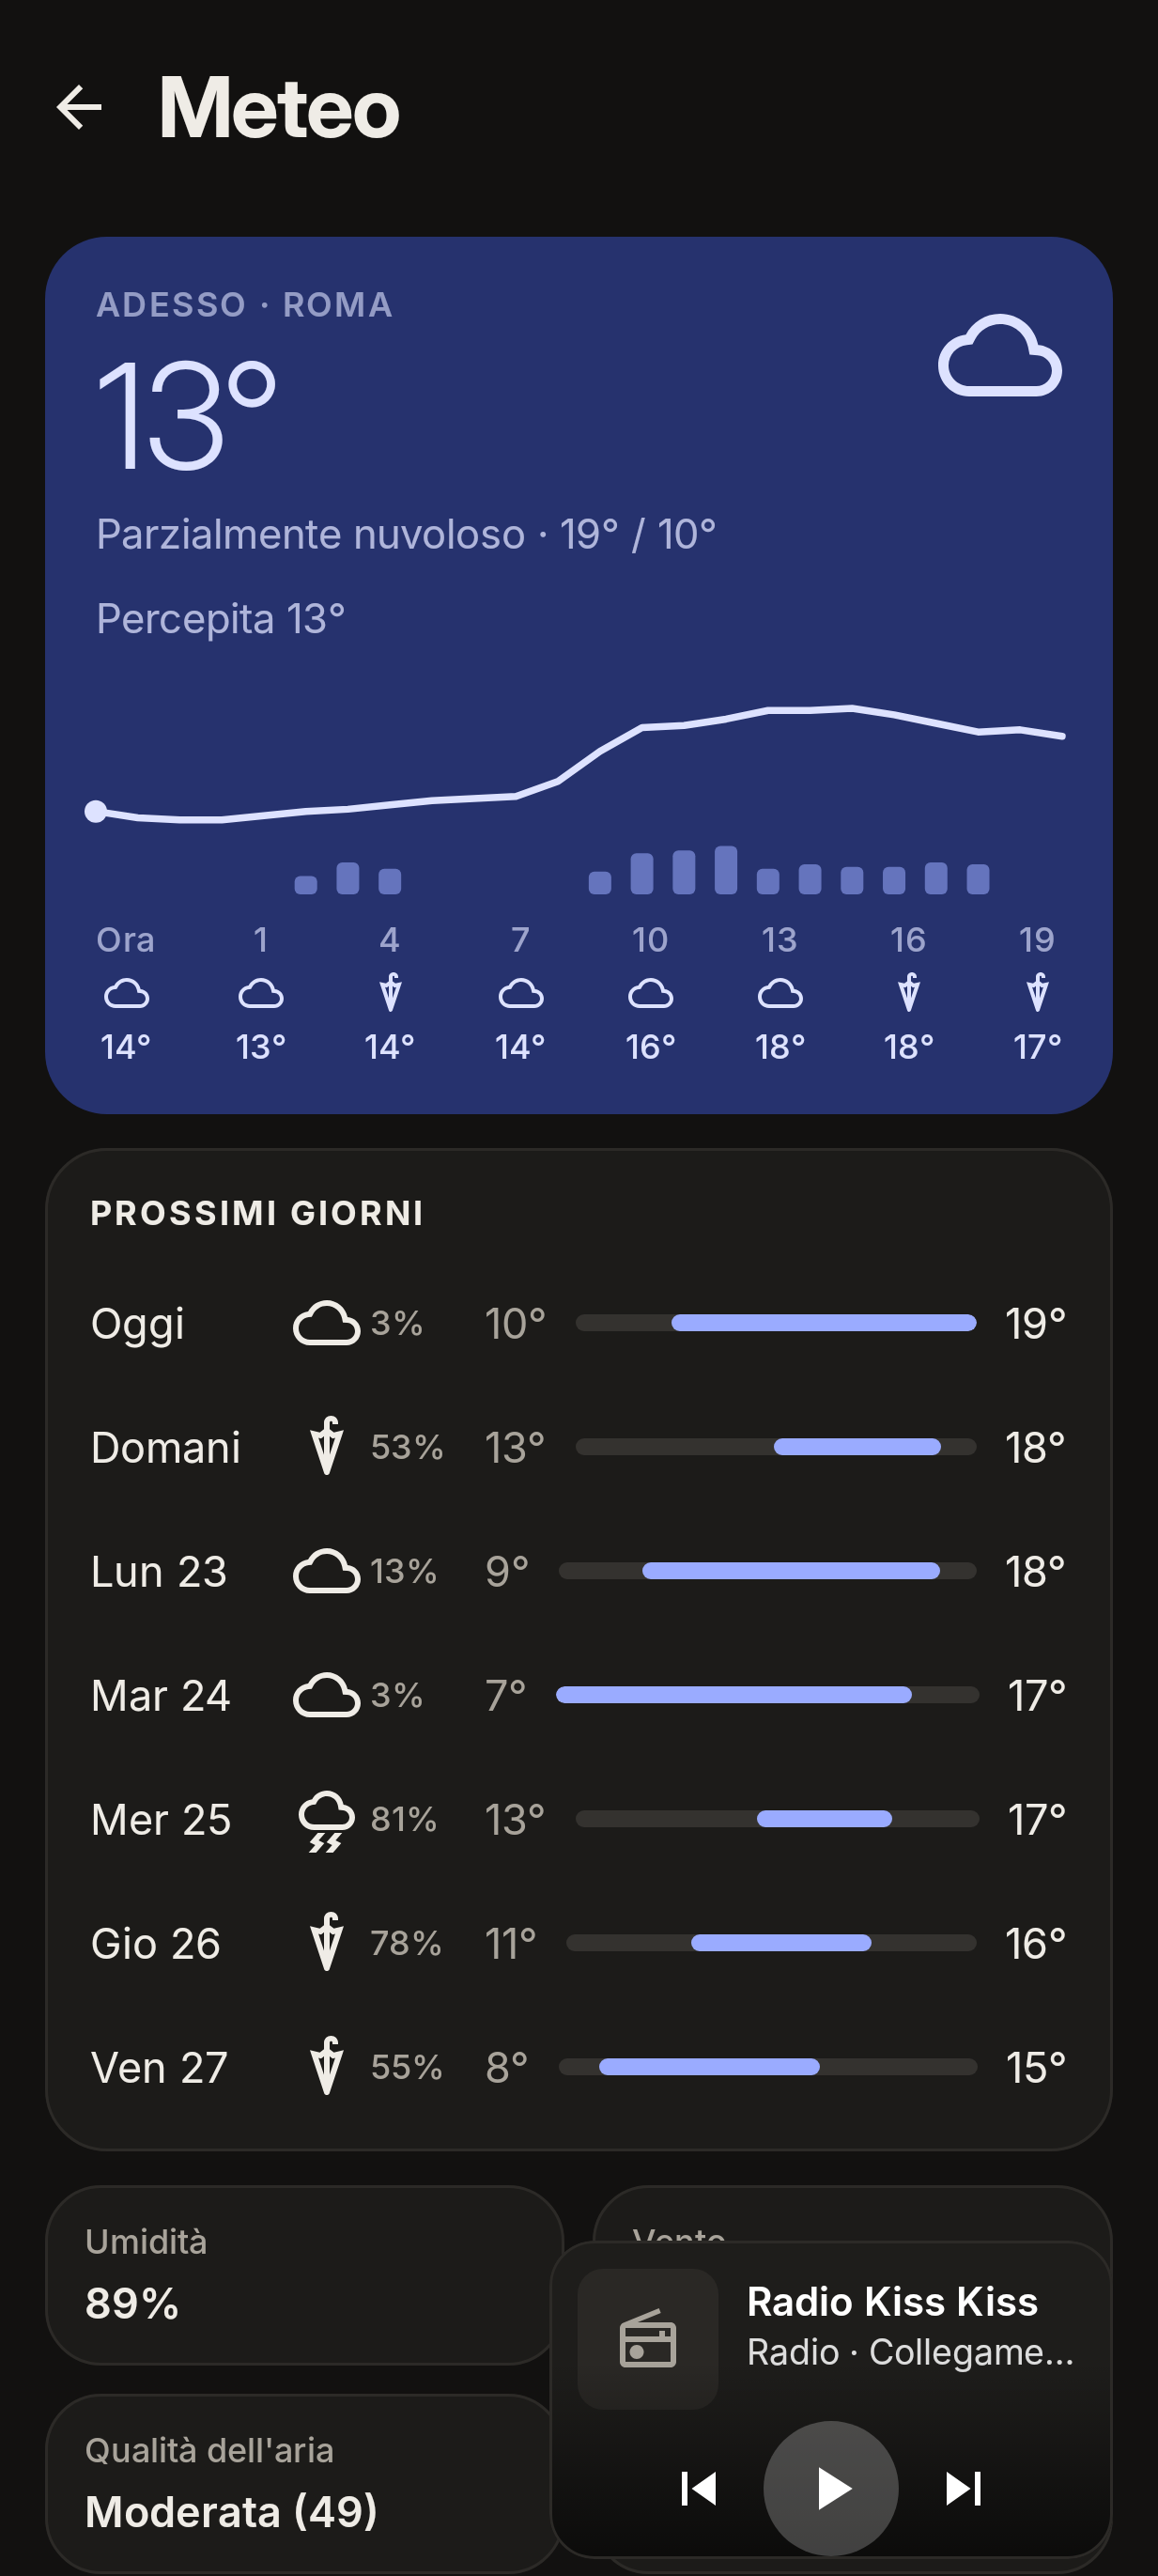 Meteo
ADESSO · ROMA
13°
Parzialmente nuvoloso · 19° / 10°
Percepita 13°
Ora 1 4 7 10 13 16 19
14° 13° 14° 14° 16° 18° 18° 17°
PROSSIMI GIORNI
Oggi 3% 10° 19°
Domani 53% 13° 18°
Lun 23 13% 9° 18°
Mar 24 3% 7° 17°
Mer 25 81% 13° 17°
Gio 26 78% 11° 16°
Ven 27 55% 8° 15°
Umidità
89%
Vento
Radio Kiss Kiss
Radio · Collegame...
Qualità dell'aria
Moderata (49)